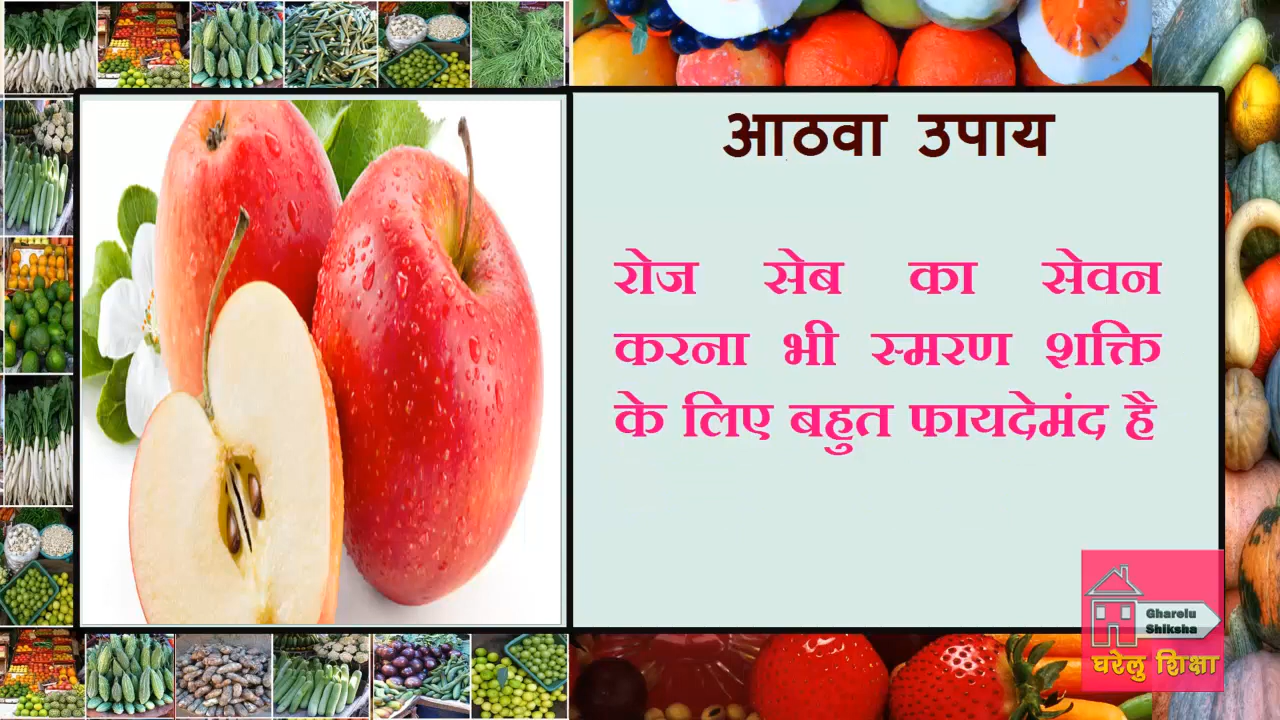 आठवा उपाय
रोज सेब का सेवन
करना भी स्मरण शक्ति
के लिए बहुत फायदेमंद है
Gharelu
Shiksha
घरेलु शिक्षा